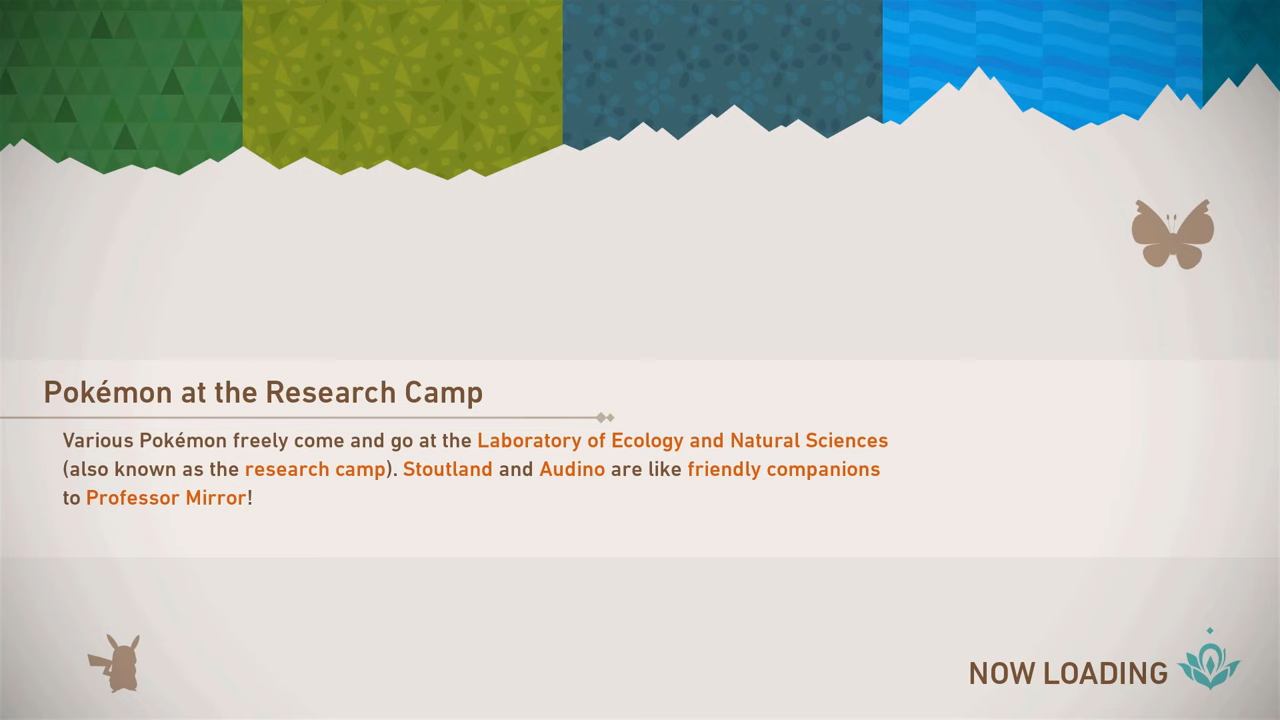 Pokémon at the Research Camp
Various Pokémon freely come and go at the Laboratory of Ecology and Natural Sciences
(also known as the research camp). Stoutland and Audino are like friendly companions
to Professor Mirror!
NOW LOADING